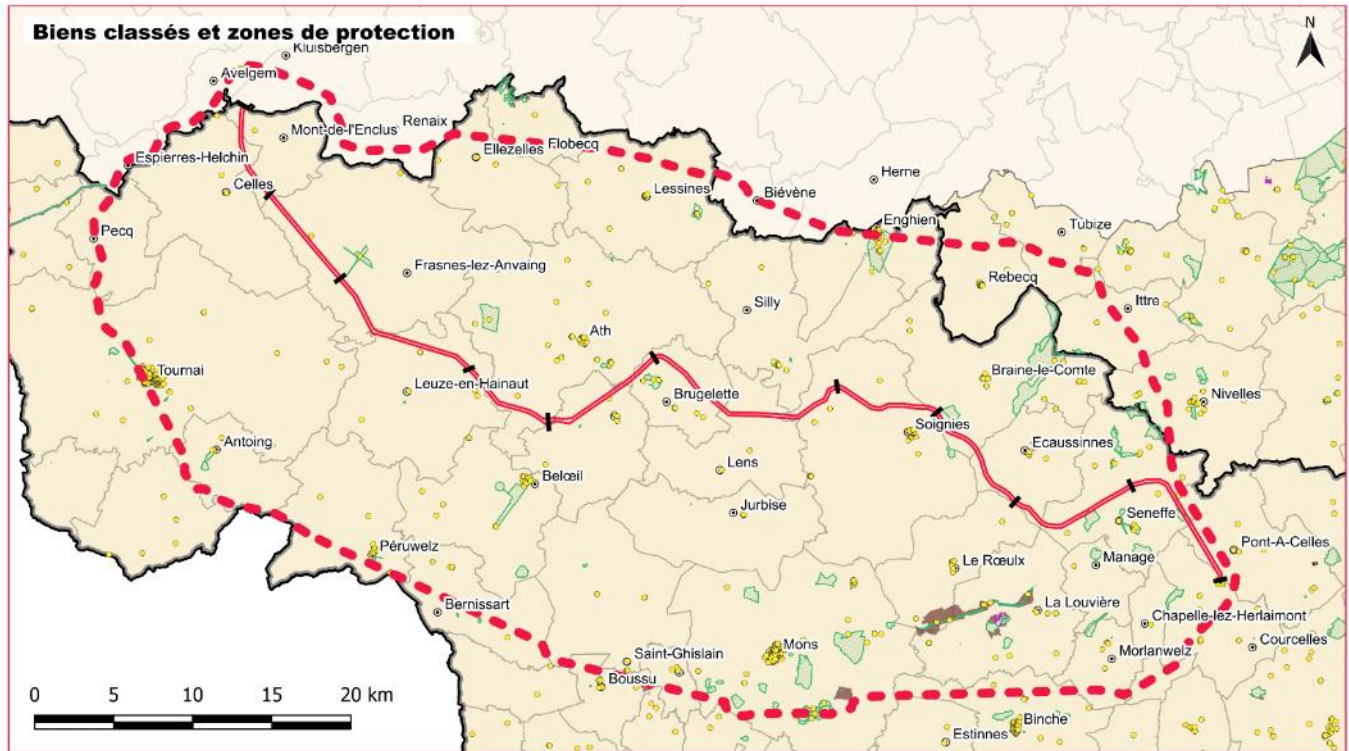 Biens classés et zones de protection
N
Kluisbergen
Avelgem
Mont-de-l'Enclus
Renaix
Espierres-Helchin
Ellezelles
Flobecq
Celles
Lessines
Biévène
Herne
Pecq
Enghien
Tubize
Frasnes-lez-Anvaing
Rebecq
Silly
Ittre
Ath
Tournai
Leuze-en-Hainaut
Brugelette
Braine-le-Comte
Nivelles
Soignies
Antoing
Ecaussinnes
Lens
Belœil
Jurbise
Seneffe
Péruwelz
Pont-A-Celles
Le Rœulx
Manage
Bernissart
La Louvière
Chapelle-lez-Herlaimont
Courcelles
Saint-Ghislain
Mons
Morlanwelz
Boussu
Binche
Estinnes
0 5 10 15 20 km